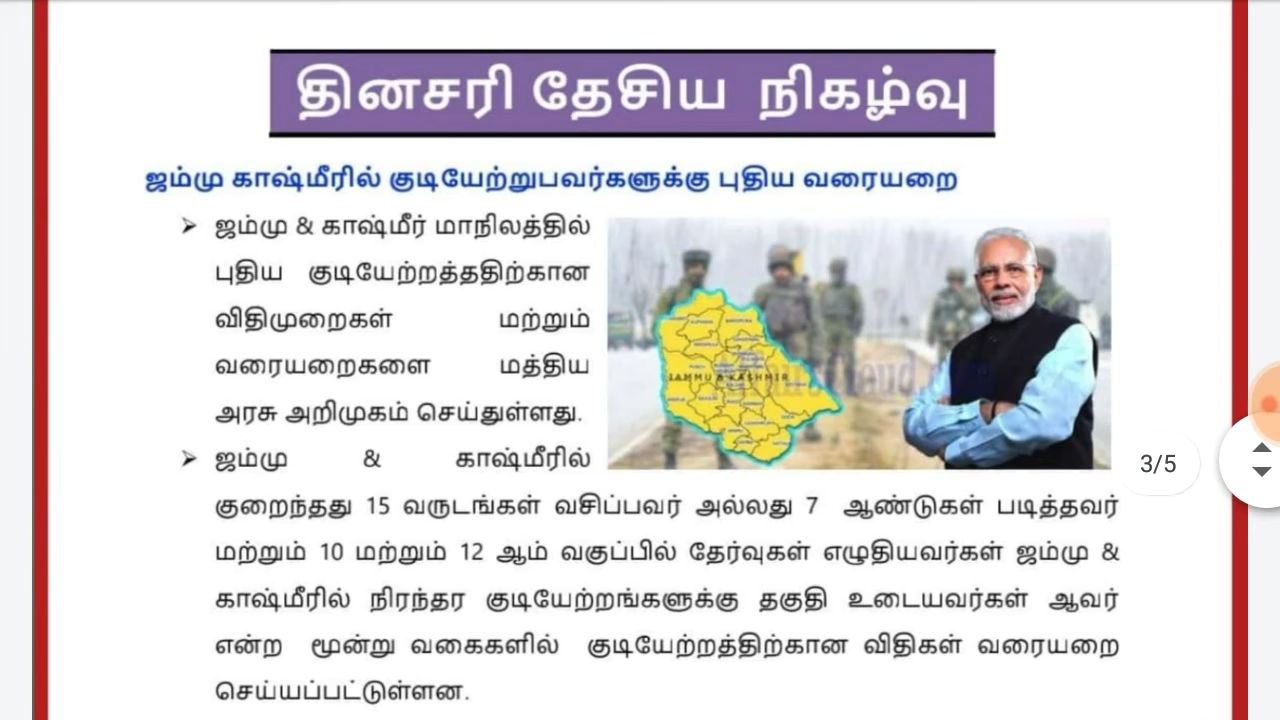 தினசரி தேசிய நிகழ்வு
ஜம்மு காஷ்மீரில் குடியேற்றுபவர்களுக்கு புதிய வரையறை
➢ ஜம்மு & காஷ்மீர் மாநிலத்தில்
புதிய குடியேற்றத்ததிற்கான
விதிமுறைகள் மற்றும்
வரையறைகளை மத்திய
அரசு அறிமுகம் செய்துள்ளது.
JAMMU & KASHMIR
➢ ஜம்மு & காஷ்மீரில்
3/5
குறைந்தது 15 வருடங்கள் வசிப்பவர் அல்லது 7 ஆண்டுகள் படித்தவர்
மற்றும் 10 மற்றும் 12 ஆம் வகுப்பில் தேர்வுகள் எழுதியவர்கள் ஜம்மு &
காஷ்மீரில் நிரந்தர குடியேற்றங்களுக்கு தகுதி உடையவர்கள் ஆவர்
என்ற மூன்று வகைகளில் குடியேற்றத்திற்கான விதிகள் வரையறை
செய்யப்பட்டுள்ளன.